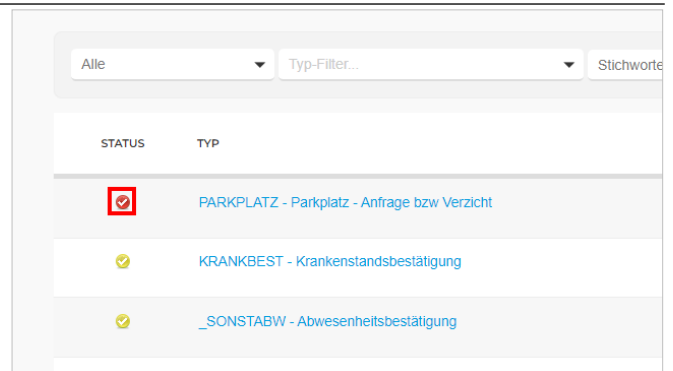 Alle Typ-Filter... Stichworte
STATUS TYP
PARKPLATZ - Parkplatz - Anfrage bzw Verzicht
KRANKBEST - Krankenstandsbestätigung
_SONSTABW - Abwesenheitsbestätigung